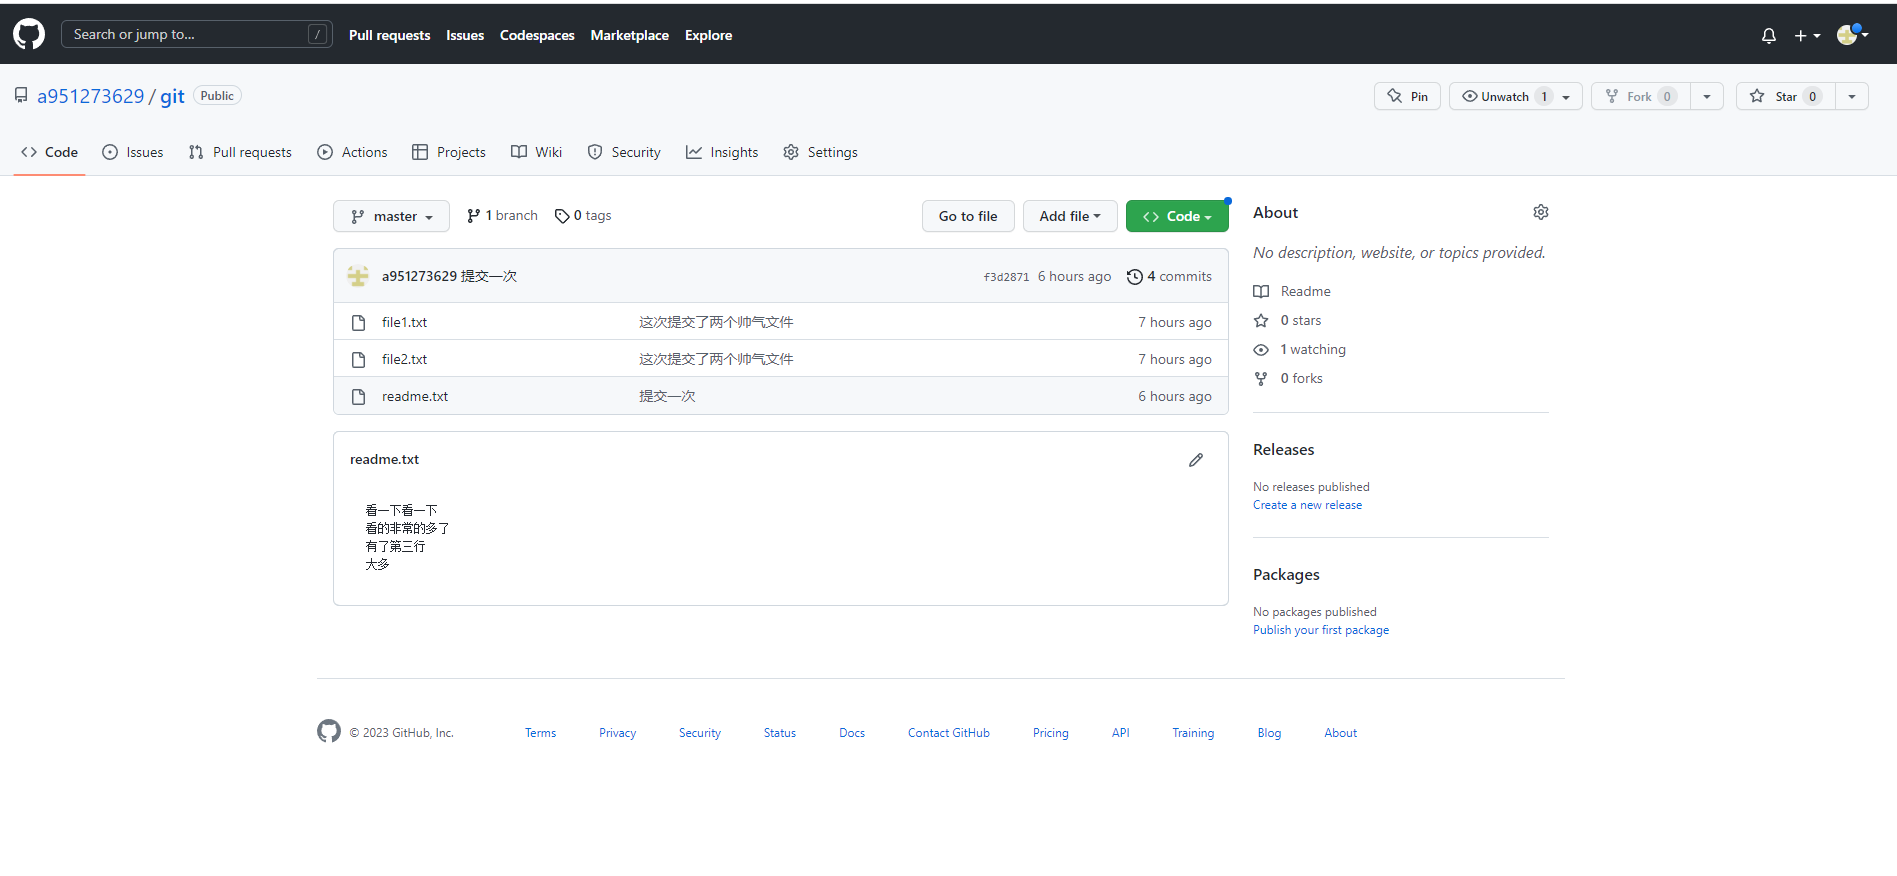 Search or jump to... /
Pull requests Issues Codespaces Marketplace Explore
a951273629 / git Public
Pin Unwatch 1 Fork 0 Star 0
Code Issues Pull requests Actions Projects Wiki Security Insights Settings
master 1 branch 0 tags Go to file Add file Code
a951273629 提交一次 f3d2871 6 hours ago 4 commits
file1.txt 这次提交了两个帅气文件 7 hours ago
file2.txt 这次提交了两个帅气文件 7 hours ago
readme.txt 提交一次 6 hours ago
readme.txt
看一下看一下
看的非常的多了
有了第三行
大多
About
No description, website, or topics provided.
Readme
0 stars
1 watching
0 forks
Releases
No releases published
Create a new release
Packages
No packages published
Publish your first package
© 2023 GitHub, Inc. Terms Privacy Security Status Docs Contact GitHub Pricing API Training Blog About